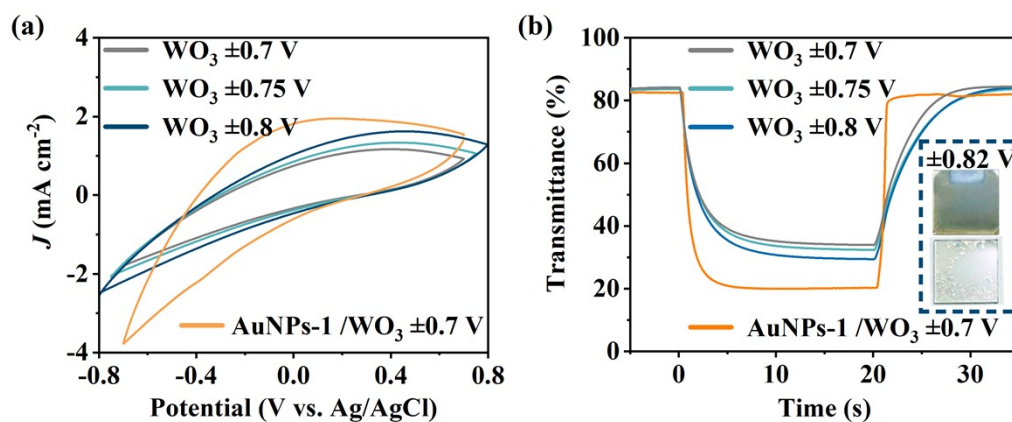 (a)
4
2
0
-2
-4
J (mA cm⁻²)
WO₃ ±0.7 V
WO₃ ±0.75 V
WO₃ ±0.8 V
AuNPs-1 /WO₃ ±0.7 V
-0.8 -0.4 0.0 0.4 0.8
Potential (V vs. Ag/AgCl)
(b)
100
80
60
40
20
0
Transmittance (%)
WO₃ ±0.7 V
WO₃ ±0.75 V
WO₃ ±0.8 V
±0.82 V
AuNPs-1 /WO₃ ±0.7 V
0 10 20 30
Time (s)